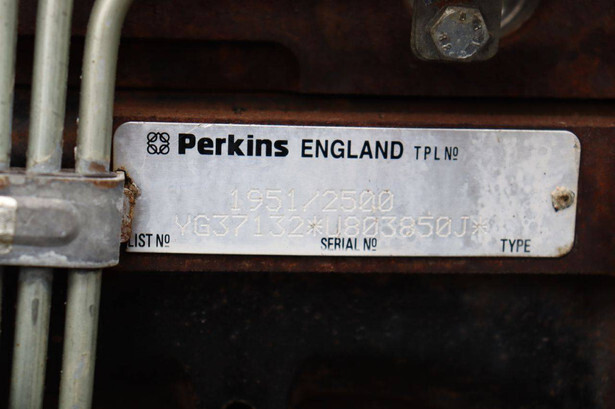 Perkins ENGLAND TPL Nº
1951/2500
YG37132*U803850J*
LIST Nº SERIAL Nº TYPE